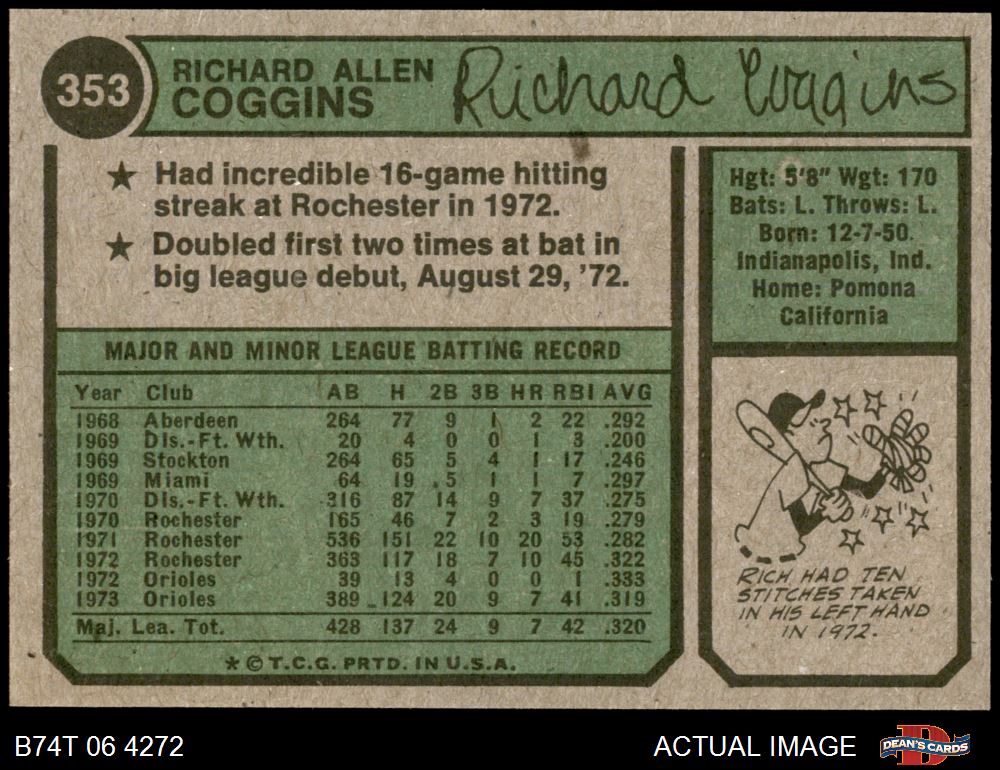 353
RICHARD ALLEN
COGGINS
Richard Coggins
★ Had incredible 16-game hitting
streak at Rochester in 1972.
★ Doubled first two times at bat in
big league debut, August 29, '72.
MAJOR AND MINOR LEAGUE BATTING RECORD
Year Club AB H 2B 3B HR RBI AVG
1968 Aberdeen 264 77 9 1 2 22 .292
1969 Dls.-Ft. Wth. 20 4 0 0 1 3 .200
1969 Stockton 264 65 5 4 1 17 .246
1969 Miami 64 19 .5 1 1 7 .297
1970 Dls.-Ft. Wth. 316 87 14 9 7 37 .275
1970 Rochester 165 46 7 2 3 19 .279
1971 Rochester 536 151 22 10 20 53 .282
1972 Rochester 363 117 18 7 10 45 .322
1972 Orioles 39 13 4 0 0 1 .333
1973 Orioles 389 124 20 9 7 41 .319
Maj. Lea. Tot. 428 137 24 9 7 42 .320
* © T.C.G. PRTD. IN U.S.A.
Hgt: 5'8" Wgt: 170
Bats: L. Throws: L.
Born: 12-7-50.
Indianapolis, Ind.
Home: Pomona
California
RICH HAD TEN
STITCHES TAKEN
IN HIS LEFT HAND
IN 1972.
B74T 06 4272
ACTUAL IMAGE
D
DEAN'S CARDS